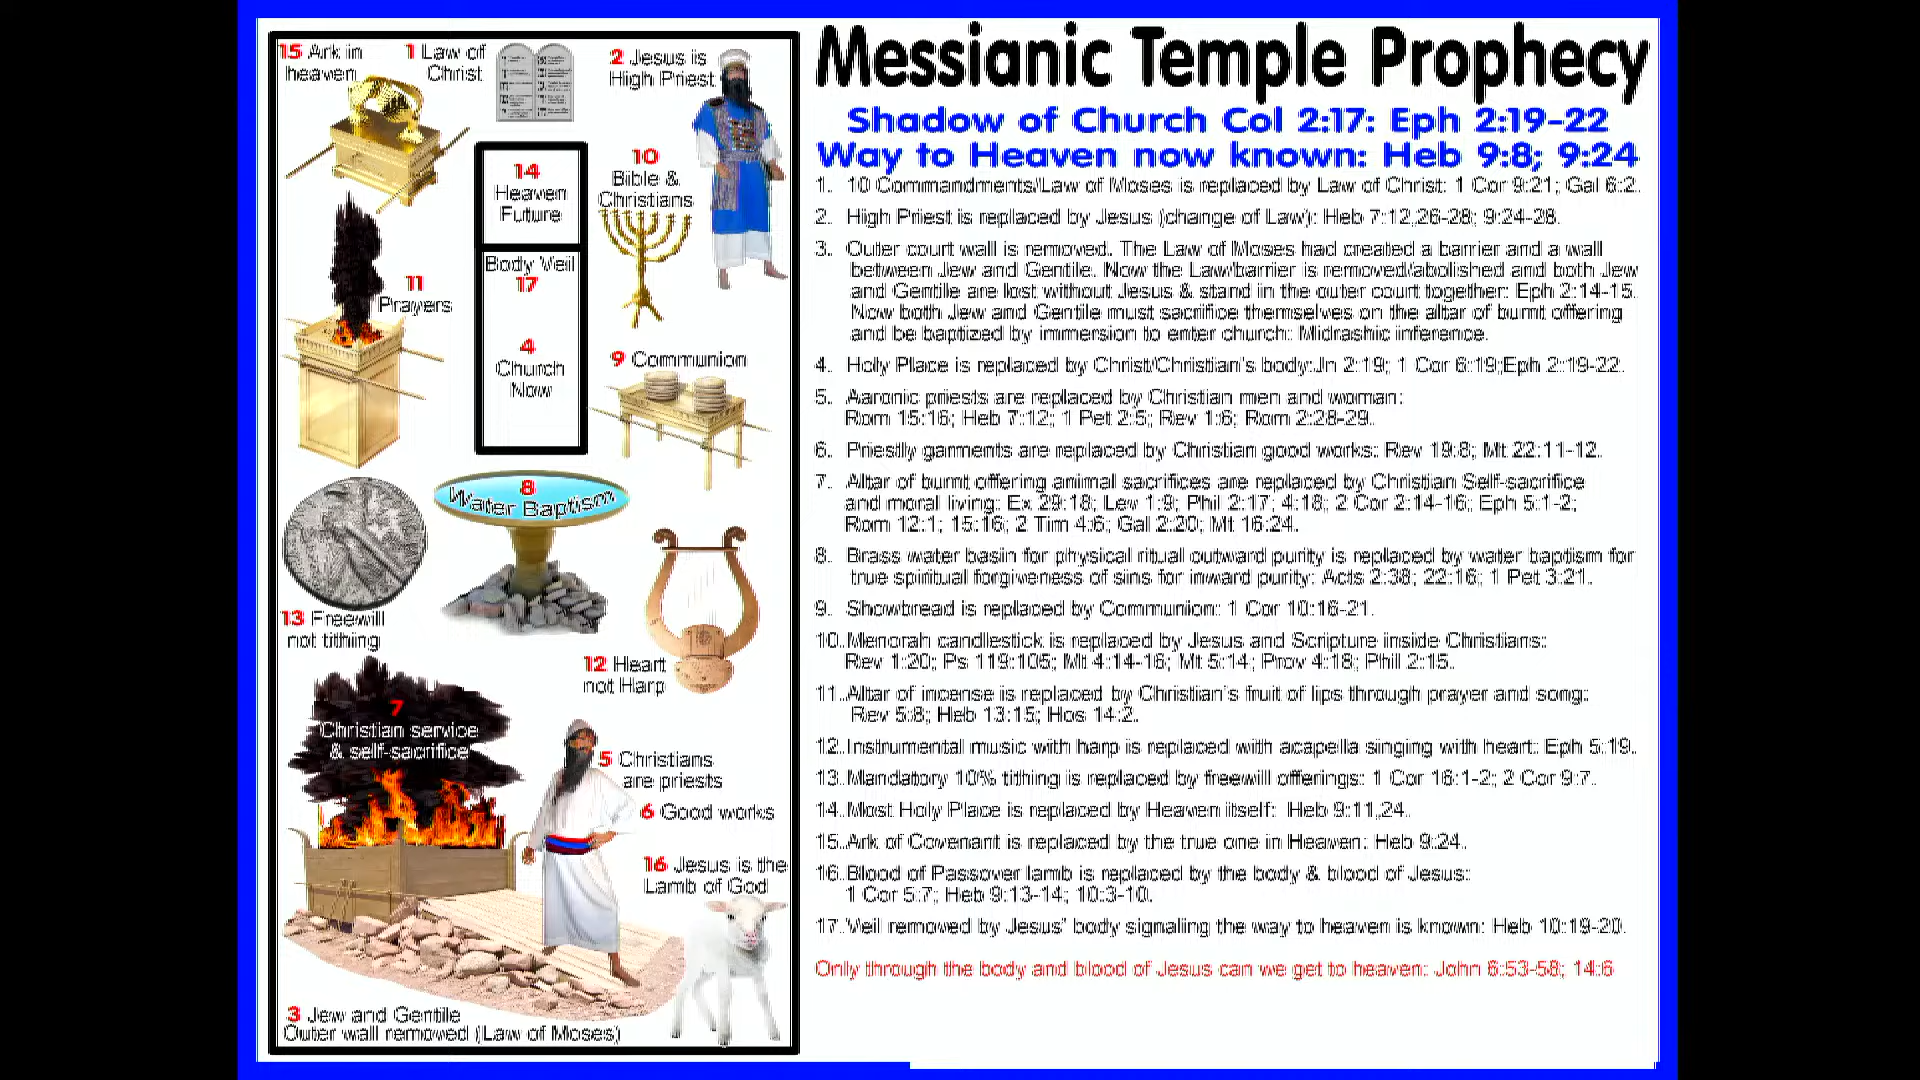 15 Ark in
heaven
1 Law of
Christ
2 Jesus is
High Priest
14
Heaven
Future
10
Bible &
Christians
Body Veil
17
11
Prayers
4
Church
Now
9 Communion
8
Water Baptism
13 Freewill
not tithing
12 Heart
not Harp
7
Christian service
& self-sacrifice
5 Christians
are priests
6 Good works
16 Jesus is the
Lamb of God
3 Jew and Gentile
Outer wall removed (Law of Moses)
Messianic Temple Prophecy
Shadow of Church Col 2:17: Eph 2:19-22
Way to Heaven now known: Heb 9:8; 9:24
1. 10 Commandments/Law of Moses is replaced by Law of Christ: 1 Cor 9:21; Gal 6:2.
2. High Priest is replaced by Jesus (change of Law): Heb 7:12,26-28; 9:24-28.
3. Outer court wall is removed. The Law of Moses had created a barrier and a wall
between Jew and Gentile. Now the Law/barrier is removed/abolished and both Jew
and Gentile are lost without Jesus & stand in the outer court together: Eph 2:14-15.
Now both Jew and Gentile must sacrifice themselves on the altar of burnt offering
and be baptized by immersion to enter church: Midrashic inference.
4. Holy Place is replaced by Christ/Christian's body:Jn 2:19; 1 Cor 6:19;Eph 2:19-22.
5. Aaronic priests are replaced by Christian men and woman:
Rom 15:16; Heb 7:12; 1 Pet 2:5; Rev 1:6; Rom 2:28-29.
6. Priestly garments are replaced by Christian good works: Rev 19:8; Mt 22:11-12.
7. Altar of burnt offering animal sacrifices are replaced by Christian Self-sacrifice
and moral living: Ex 29:18; Lev 1:9; Phil 2:17; 4:18; 2 Cor 2:14-16; Eph 5:1-2;
Rom 12:1; 15:16; 2 Tim 4:6; Gal 2:20; Mt 16:24.
8. Brass water basin for physical ritual outward purity is replaced by water baptism for
true spiritual forgiveness of sins for inward purity: Acts 2:38; 22:16; 1 Pet 3:21.
9. Showbread is replaced by Communion: 1 Cor 10:16-21.
10. Menorah candlestick is replaced by Jesus and Scripture inside Christians:
Rev 1:20; Ps 119:105; Mt 4:14-16; Mt 5:14; Prov 4:18; Phil 2:15.
11. Altar of incense is replaced by Christian's fruit of lips through prayer and song:
Rev 5:8; Heb 13:15; Hos 14:2.
12. Instrumental music with harp is replaced with acapella singing with heart: Eph 5:19.
13. Mandatory 10% tithing is replaced by freewill offerings: 1 Cor 16:1-2; 2 Cor 9:7.
14. Most Holy Place is replaced by Heaven itself: Heb 9:11,24.
15. Ark of Covenant is replaced by the true one in Heaven: Heb 9:24.
16. Blood of Passover lamb is replaced by the body & blood of Jesus:
1 Cor 5:7; Heb 9:13-14; 10:3-10.
17. Veil removed by Jesus' body signaling the way to heaven is known: Heb 10:19-20.
Only through the body and blood of Jesus can we get to heaven: John 6:53-58; 14:6